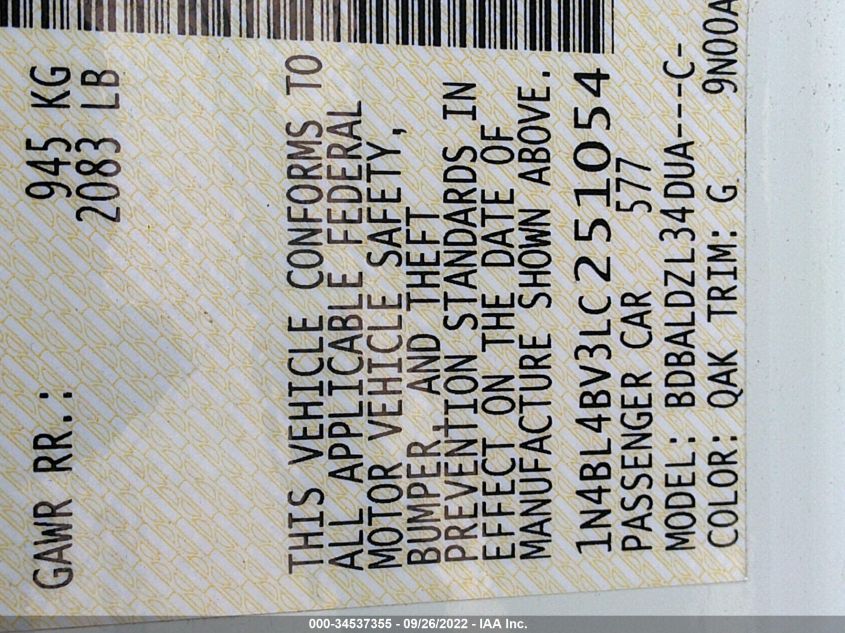 GAWR RR.: 945 KG
2083 LB
THIS VEHICLE CONFORMS TO
ALL APPLICABLE FEDERAL
MOTOR VEHICLE SAFETY,
BUMPER, AND THEFT
PREVENTION STANDARDS IN
EFFECT ON THE DATE OF
MANUFACTURE SHOWN ABOVE.
1N4BL4BV3LC251054
PASSENGER CAR 577
MODEL: BDBALDZL34DUA---C-
COLOR: QAK TRIM: G 9N00A
000-34537355 - 09/26/2022 - IAA Inc.